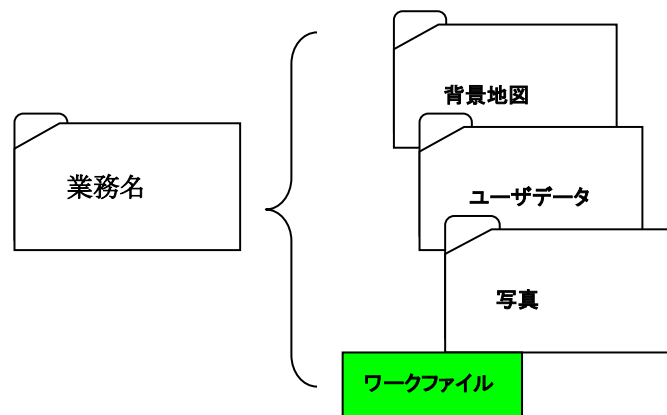 背景地図
業務名
ユーザデータ
写真
ワークファイル